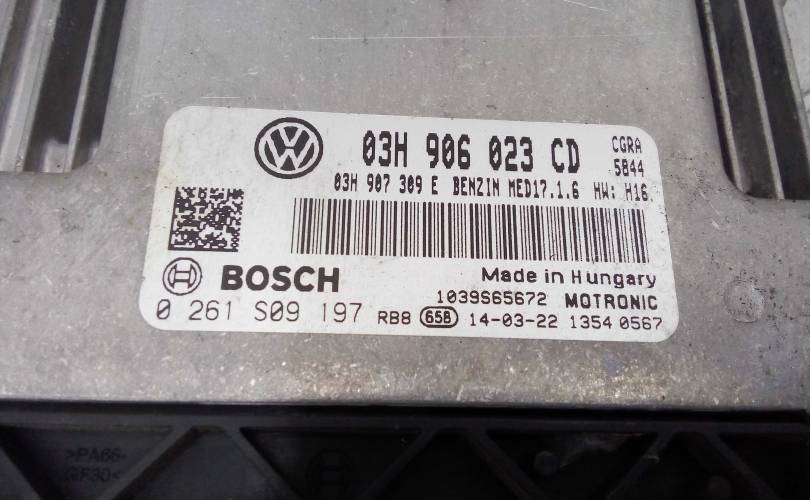 03H 906 023 CD CGRA
5844
03H 907 309 E BENZIN MED17.1.6 HW: H16
BOSCH Made in Hungary
1039S65672 MOTRONIC
0 261 S09 197 RB8 658 14-03-22 1354 0567
>PA66-
GF30<